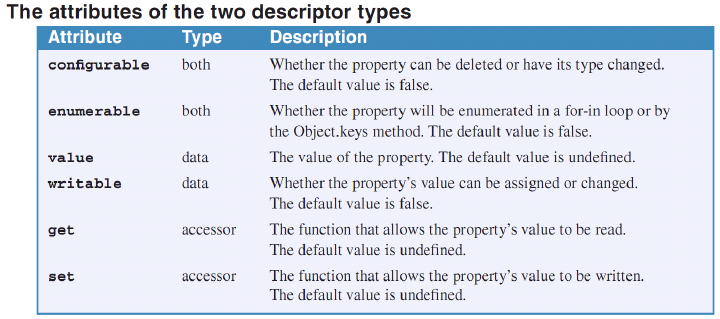 The attributes of the two descriptor types
Attribute Type Description
configurable both Whether the property can be deleted or have its type changed.
The default value is false.
enumerable both Whether the property will be enumerated in a for-in loop or by
the Object.keys method. The default value is false.
value data The value of the property. The default value is undefined.
writable data Whether the property’s value can be assigned or changed.
The default value is false.
get accessor The function that allows the property’s value to be read.
The default value is undefined.
set accessor The function that allows the property’s value to be written.
The default value is undefined.